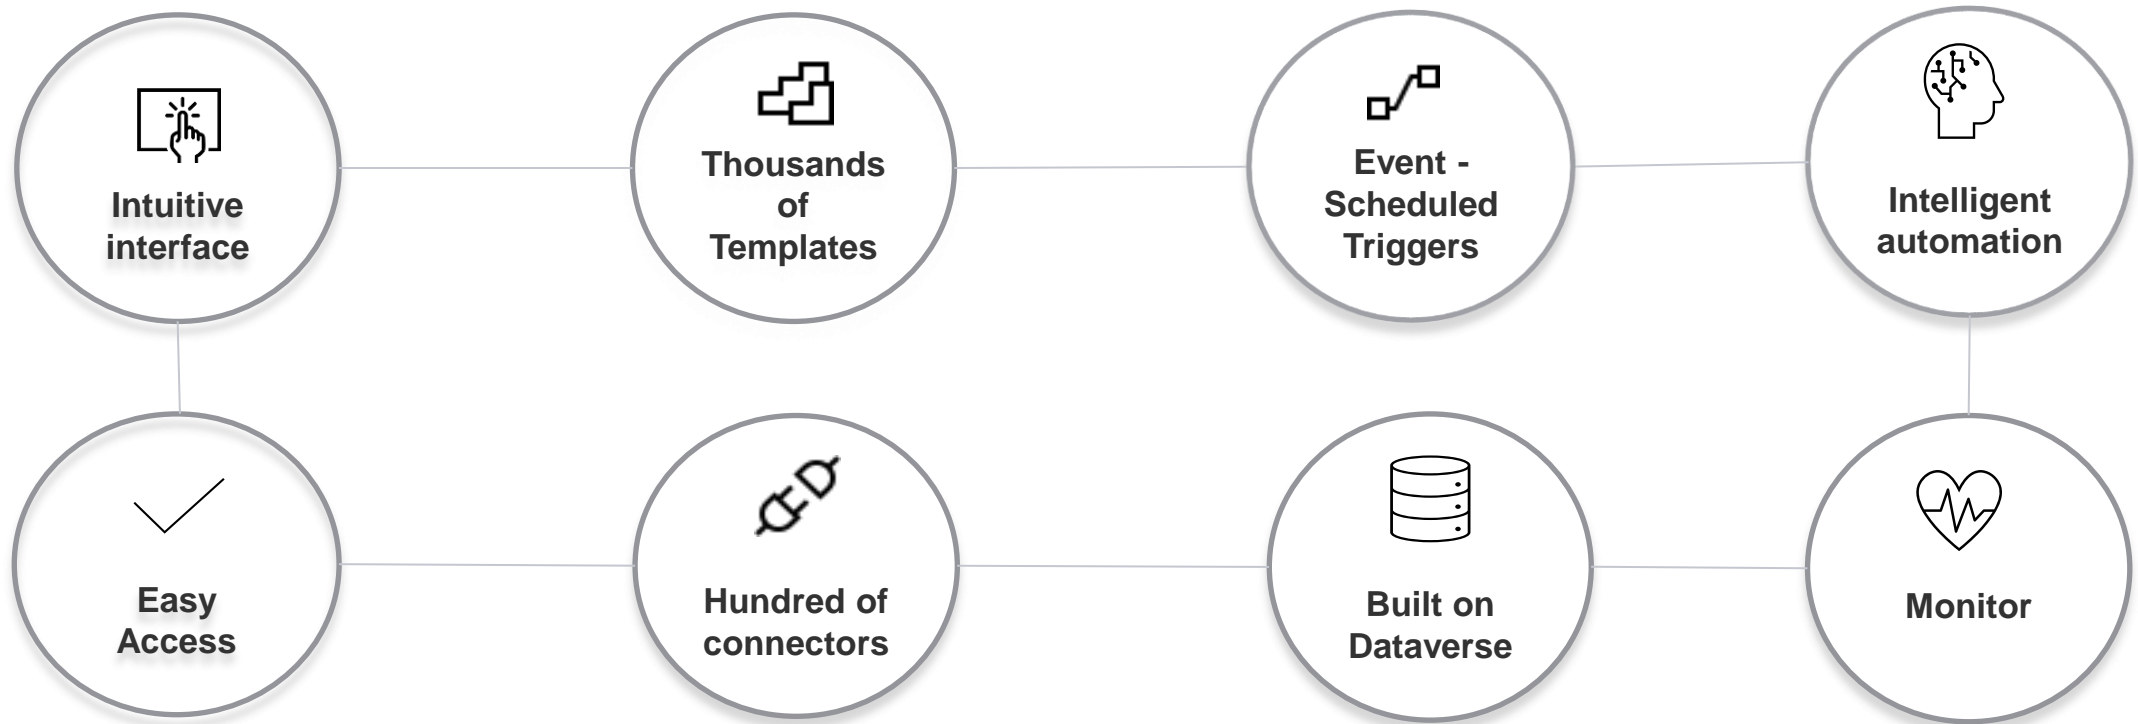 Intuitive
interface
Thousands
of
Templates
Event -
Scheduled
Triggers
Intelligent
automation
Easy
Access
Hundred of
connectors
Built on
Dataverse
Monitor